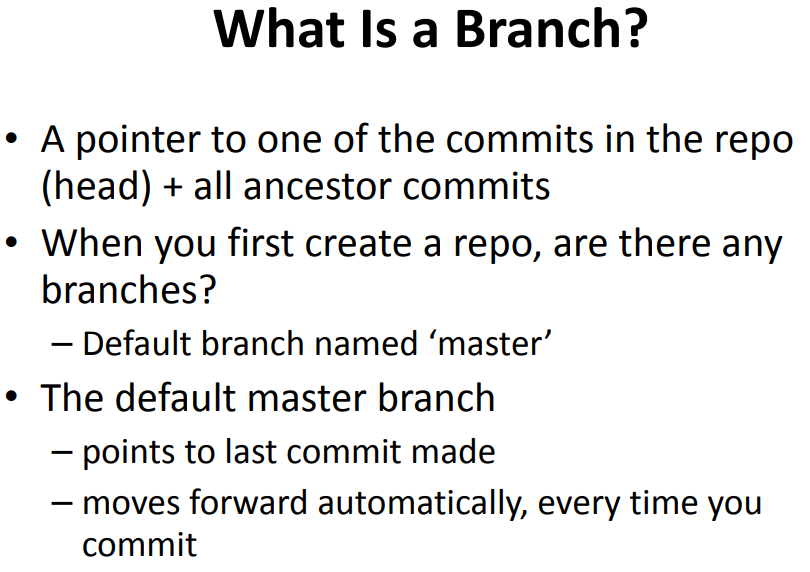 What Is a Branch?
• A pointer to one of the commits in the repo
(head) + all ancestor commits
• When you first create a repo, are there any
branches?
– Default branch named ‘master’
• The default master branch
– points to last commit made
– moves forward automatically, every time you
commit